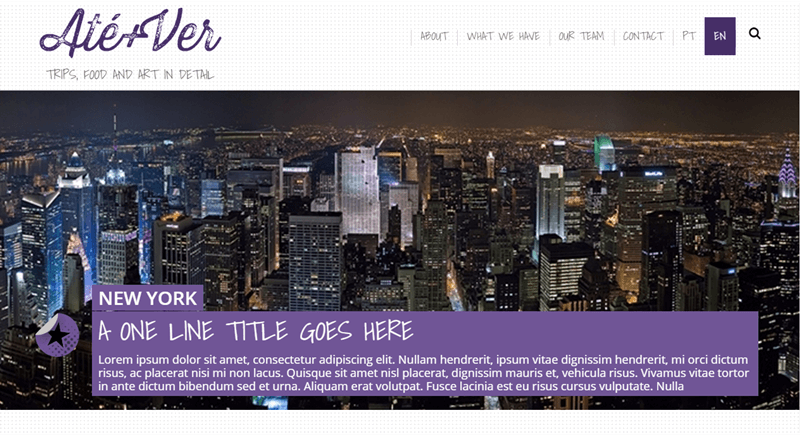 Até+Ver
TRIPS, FOOD AND ART IN DETAIL
ABOUT
WHAT WE HAVE
OUR TEAM
CONTACT
PT
EN
MetLife
NEW YORK
A ONE LINE TITLE GOES HERE
Lorem ipsum dolor sit amet, consectetur adipiscing elit. Nullam hendrerit, ipsum vitae dignissim hendrerit, mi orci dictum
risus, ac placerat nisi mi non lacus. Quisque sit amet nisl placerat, dignissim mauris et, vehicula risus. Vivamus vitae tortor
in ante dictum bibendum sed et urna. Aliquam erat volutpat. Fusce lacinia est eu risus cursus vulputate. Nulla